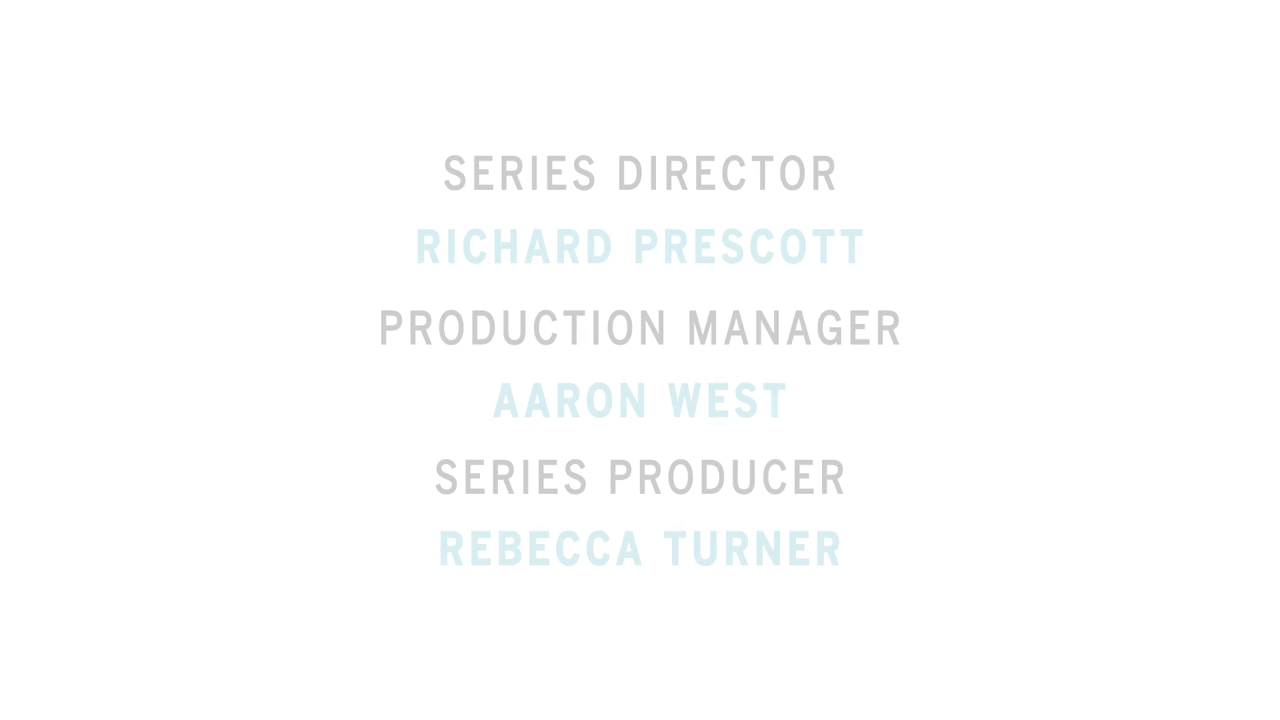 SERIES DIRECTOR
RICHARD PRESCOTT
PRODUCTION MANAGER
AARON WEST
SERIES PRODUCER
REBECCA TURNER